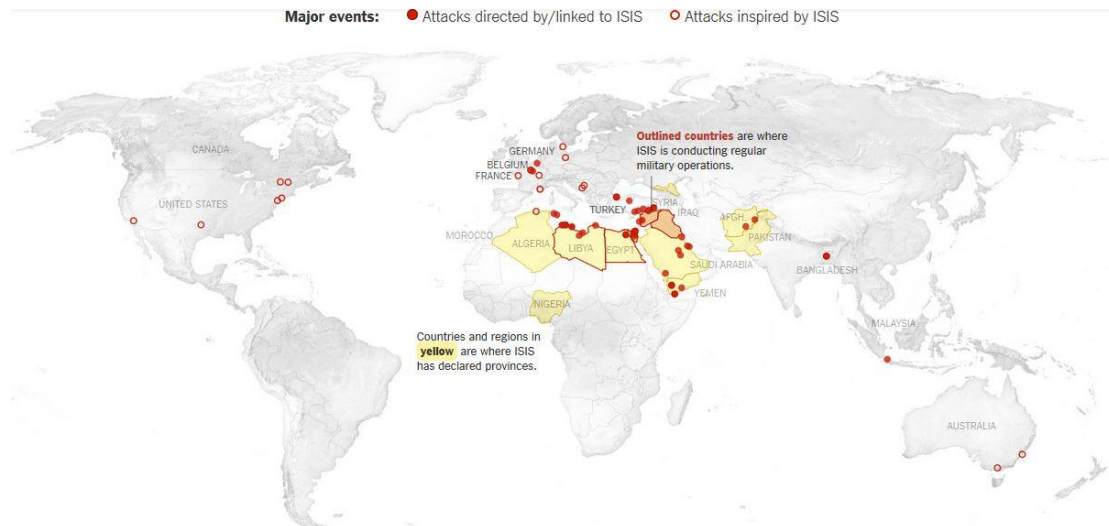 Major events: Attacks directed by/linked to ISIS Attacks inspired by ISIS
Outlined countries are where
ISIS is conducting regular
military operations.
CANADA
GERMANY
BELGIUM
FRANCE
UNITED STATES
TURKEY
SYRIA
IRAQ
AFGH.
PAKISTAN
MOROCCO
ALGERIA
LIBYA
EGYPT
SAUDI ARABIA
BANGLADESH
YEMEN
NIGERIA
MALAYSIA
Countries and regions in
yellow are where ISIS
has declared provinces.
AUSTRALIA